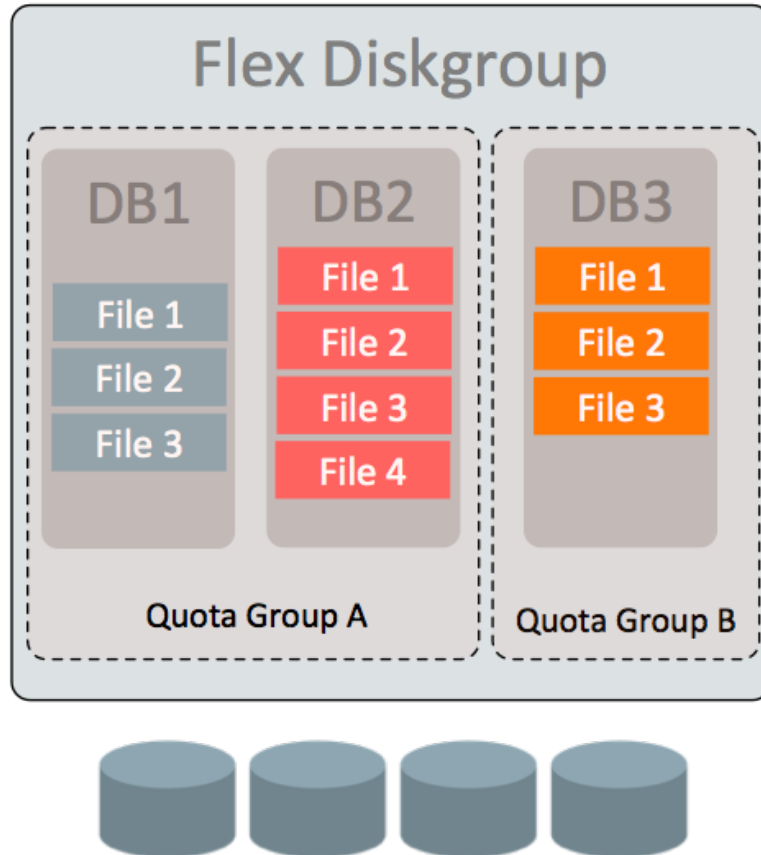 Flex Diskgroup
DB1
File 1
File 2
File 3
DB2
File 1
File 2
File 3
File 4
Quota Group A
DB3
File 1
File 2
File 3
Quota Group B